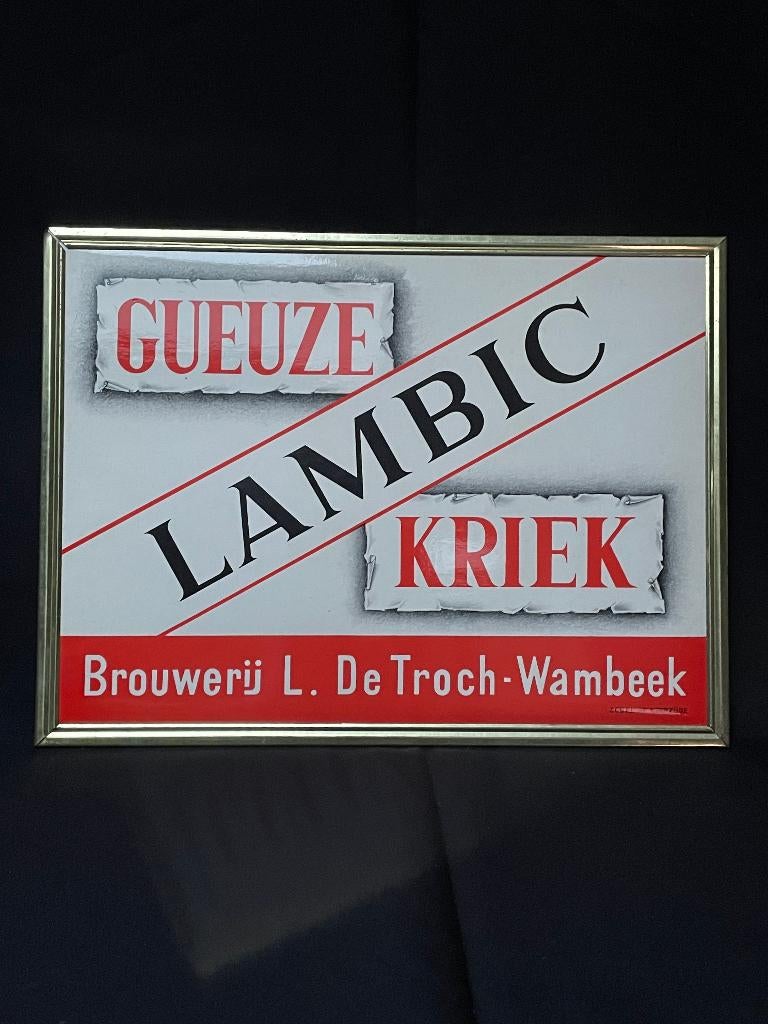 GUEUZE
LAMBIC
KRIEK
Brouwerij L. De Troch-Wambeek